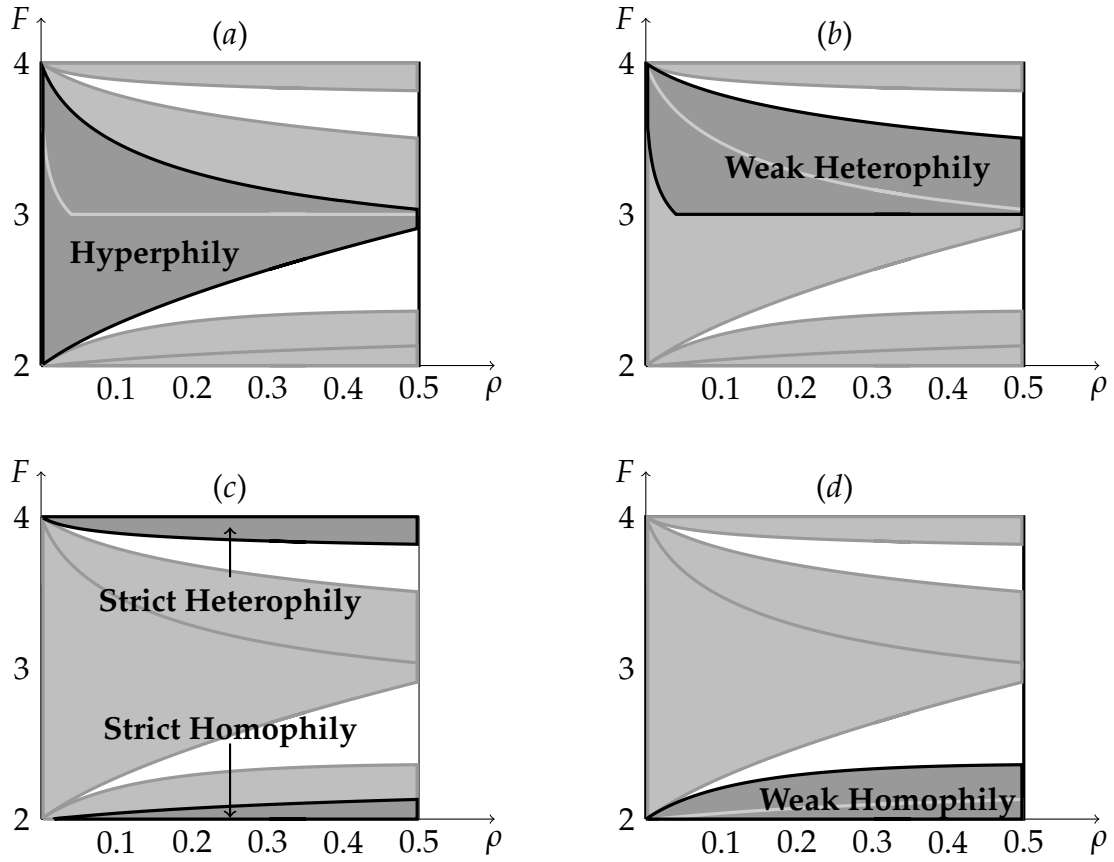 F
(a)
4
3
2
Hyperphily
0.1
0.2
0.3
0.4
0.5
ρ
F
(b)
4
3
2
Weak Heterophily
0.1
0.2
0.3
0.4
0.5
ρ
F
(c)
4
3
2
Strict Heterophily
Strict Homophily
0.1
0.2
0.3
0.4
0.5
ρ
F
(d)
4
3
2
Weak Homophily
0.1
0.2
0.3
0.4
0.5
ρ